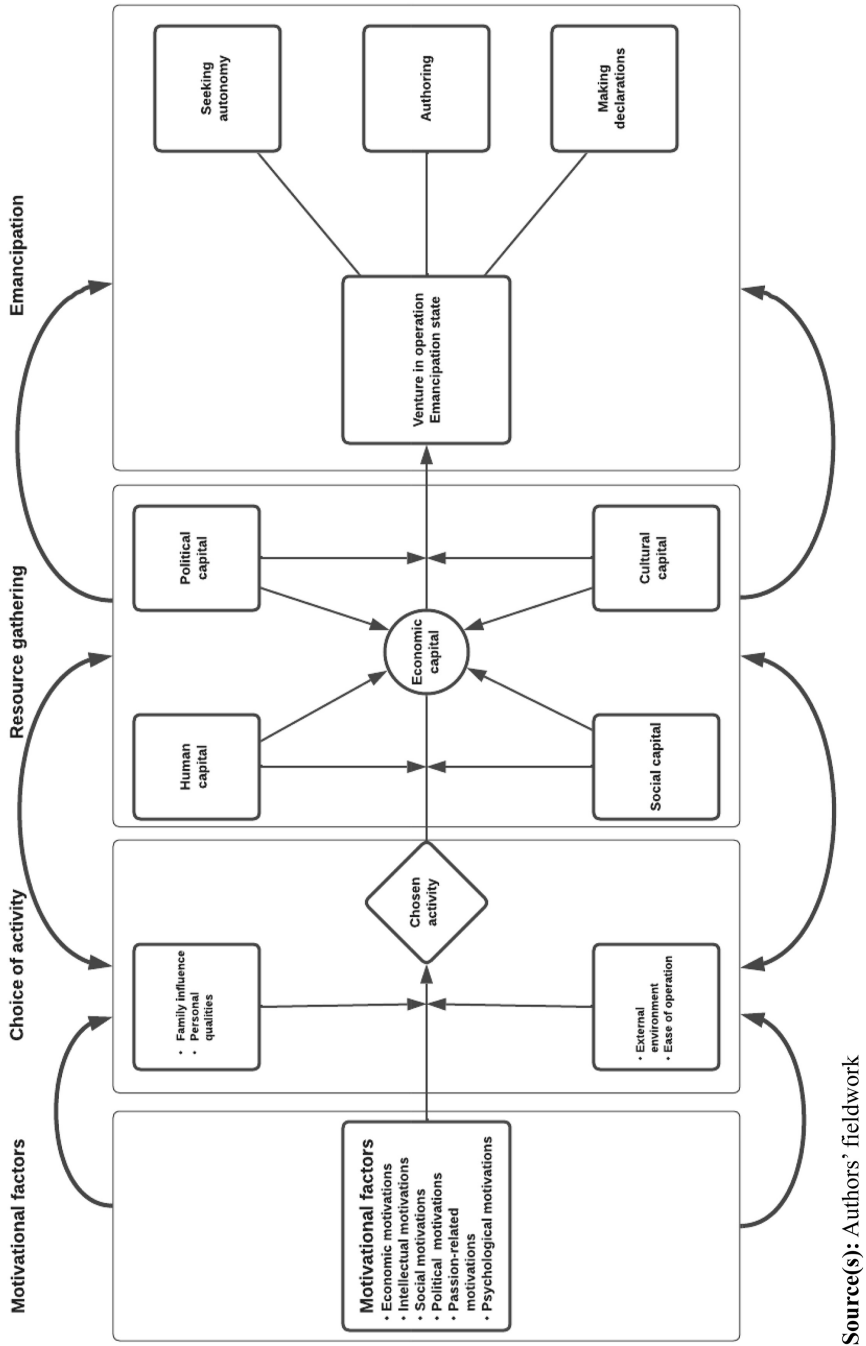 Motivational factors
Choice of activity
Resource gathering
Emancipation
Motivational factors
• Economic motivations
• Intellectual motivations
• Social motivations
• Political motivations
• Passion-related
motivations
• Psychological motivations
• Family influence
• Personal
qualities
Chosen
activity
• External
environment
• Ease of operation
Human
capital
Political
capital
Economic
capital
Social capital
Cultural
capital
Venture in operation
Emancipation state
Seeking
autonomy
Authoring
Making
declarations
Source(s): Authors' fieldwork